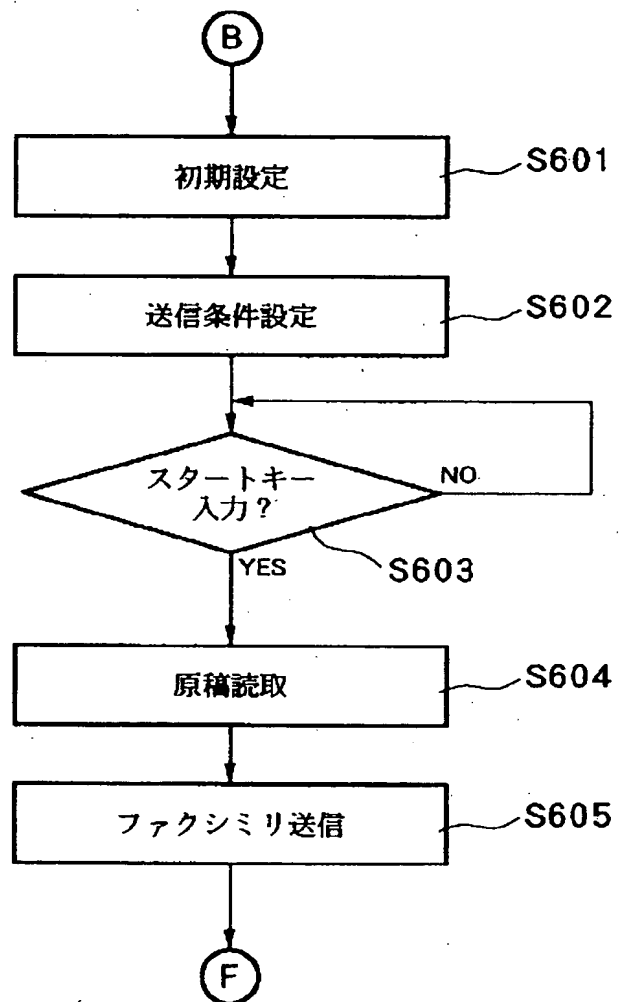 B
初期設定
S601
送信条件設定
S602
スタートキー
入力?
NO
YES
S603
原稿読取
S604
ファクシミリ送信
S605
F